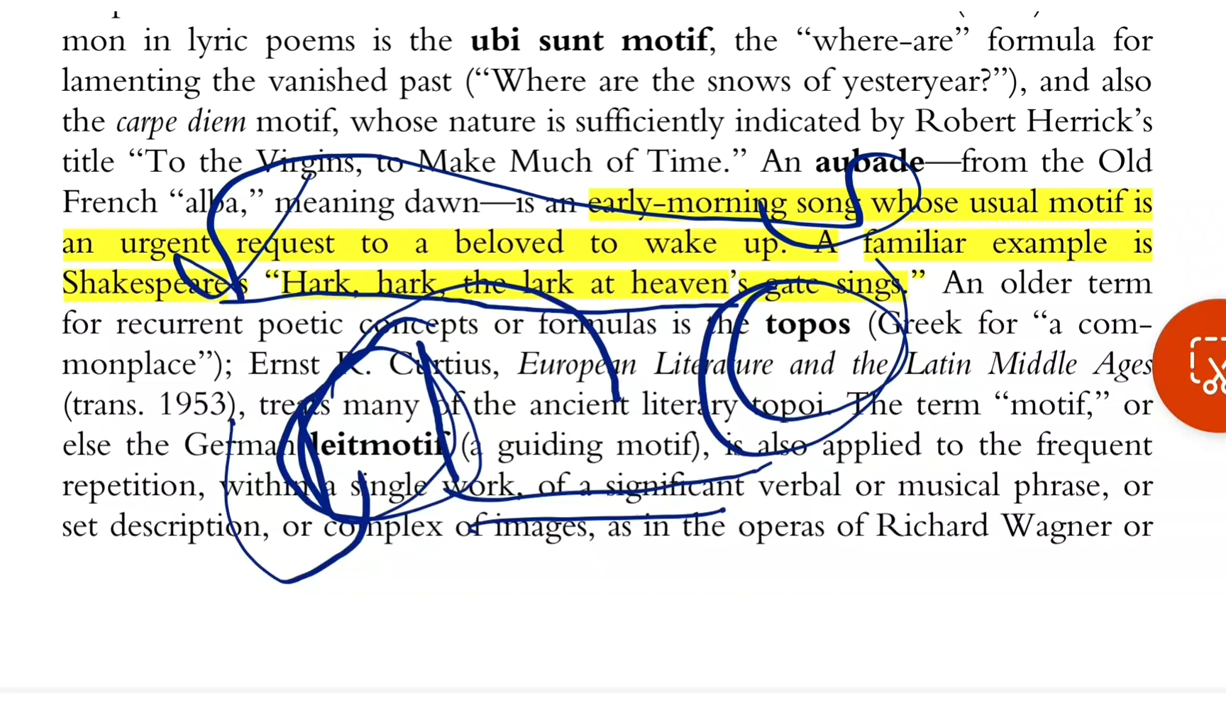 mon in lyric poems is the ubi sunt motif, the “where-are” formula for
lamenting the vanished past (“Where are the snows of yesteryear?”), and also
the carpe diem motif, whose nature is sufficiently indicated by Robert Herrick’s
title “To the Virgins, to Make Much of Time.” An aubade—from the Old
French “alba,” meaning dawn—is an early-morning song whose usual motif is
an urgent request to a beloved to wake up. A familiar example is
Shakespeare’s “Hark, hark, the lark at heaven’s gate sings.” An older term
for recurrent poetic concepts or formulas is the topos (Greek for “a com-
monplace”); Ernst R. Curtius, European Literature and the Latin Middle Ages
(trans. 1953), treats many of the ancient literary topoi. The term “motif,” or
else the German leitmotif (a guiding motif), is also applied to the frequent
repetition, within a single work, of a significant verbal or musical phrase, or
set description, or complex of images, as in the operas of Richard Wagner or